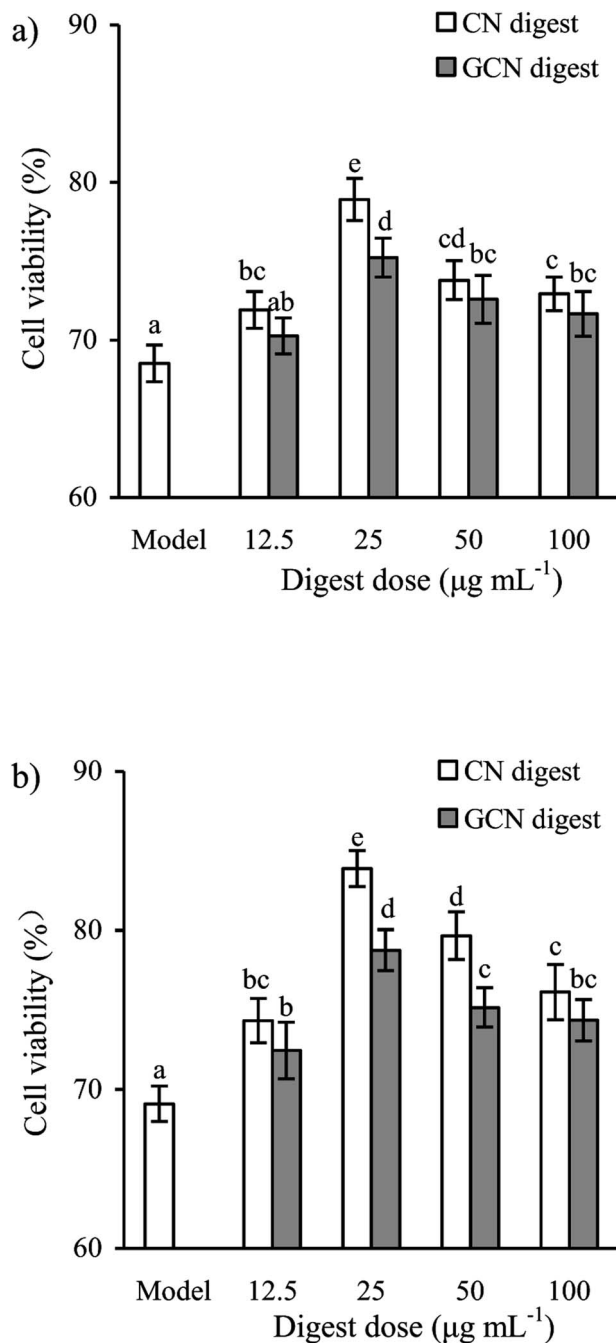 a)
90
80
70
60
Cell viability (%)
CN digest
GCN digest
a
bc
ab
e
d
cd
bc
c
bc
Model 12.5 25 50 100
Digest dose (μg mL⁻¹)
b)
90
80
70
60
Cell viability (%)
CN digest
GCN digest
a
bc
b
e
d
d
c
c
bc
Model 12.5 25 50 100
Digest dose (μg mL⁻¹)